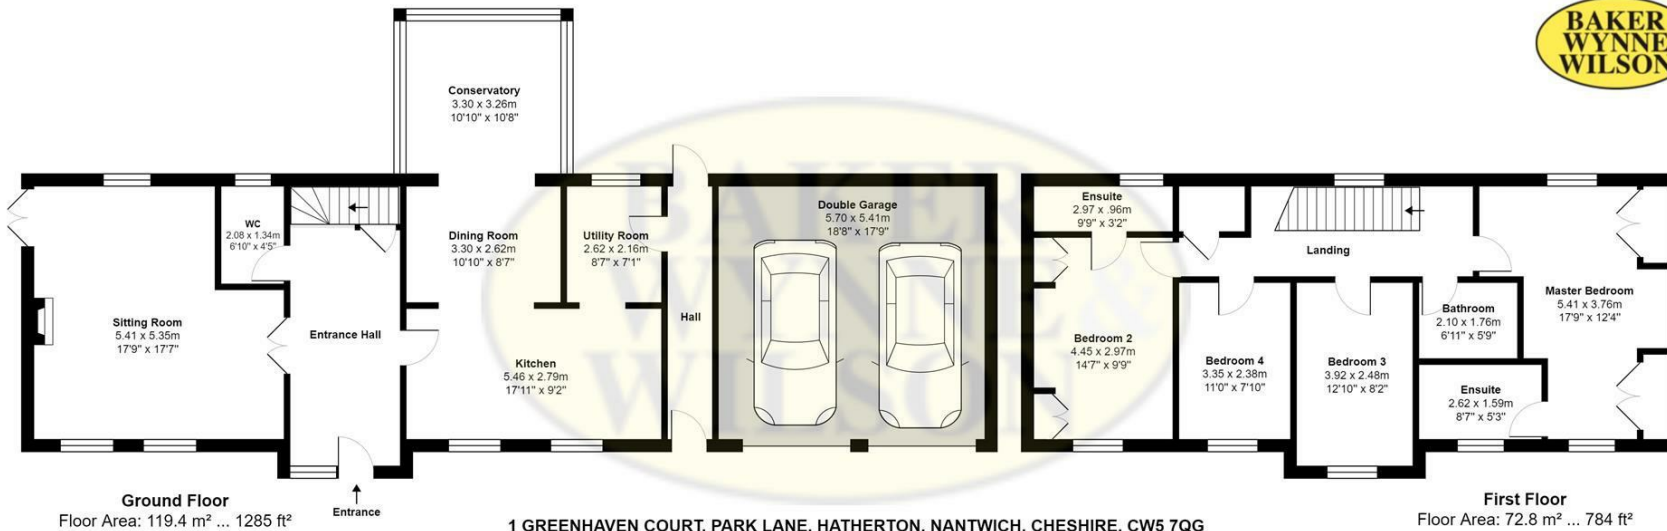 BAKER
WYNNE
WILSON
BAKER
WYNNE &
WILSON
Conservatory
3.30 x 3.26m
10'10" x 10'8"
WC
2.08 x 1.34m
6'10" x 4'5"
Dining Room
3.30 x 2.62m
10'10" x 8'7"
Utility Room
2.62 x 2.16m
8'7" x 7'1"
Double Garage
5.70 x 5.41m
18'8" x 17'9"
Sitting Room
5.41 x 5.35m
17'9" x 17'7"
Entrance Hall
Hall
Kitchen
5.46 x 2.79m
17'11" x 9'2"
Entrance
Ground Floor
Floor Area: 119.4 m² ... 1285 ft²
Ensuite
2.97 x .96m
9'9" x 3'2"
Landing
Master Bedroom
5.41 x 3.76m
17'9" x 12'4"
Bathroom
2.10 x 1.76m
6'11" x 5'9"
Bedroom 2
4.45 x 2.97m
14'7" x 9'9"
Bedroom 4
3.35 x 2.38m
11'0" x 7'10"
Bedroom 3
3.92 x 2.48m
12'10" x 8'2"
Ensuite
2.62 x 1.59m
8'7" x 5'3"
First Floor
Floor Area: 72.8 m² ... 784 ft²
1 GREENHAVEN COURT, PARK LANE, HATHERTON, NANTWICH, CHESHIRE, CW5 7QG